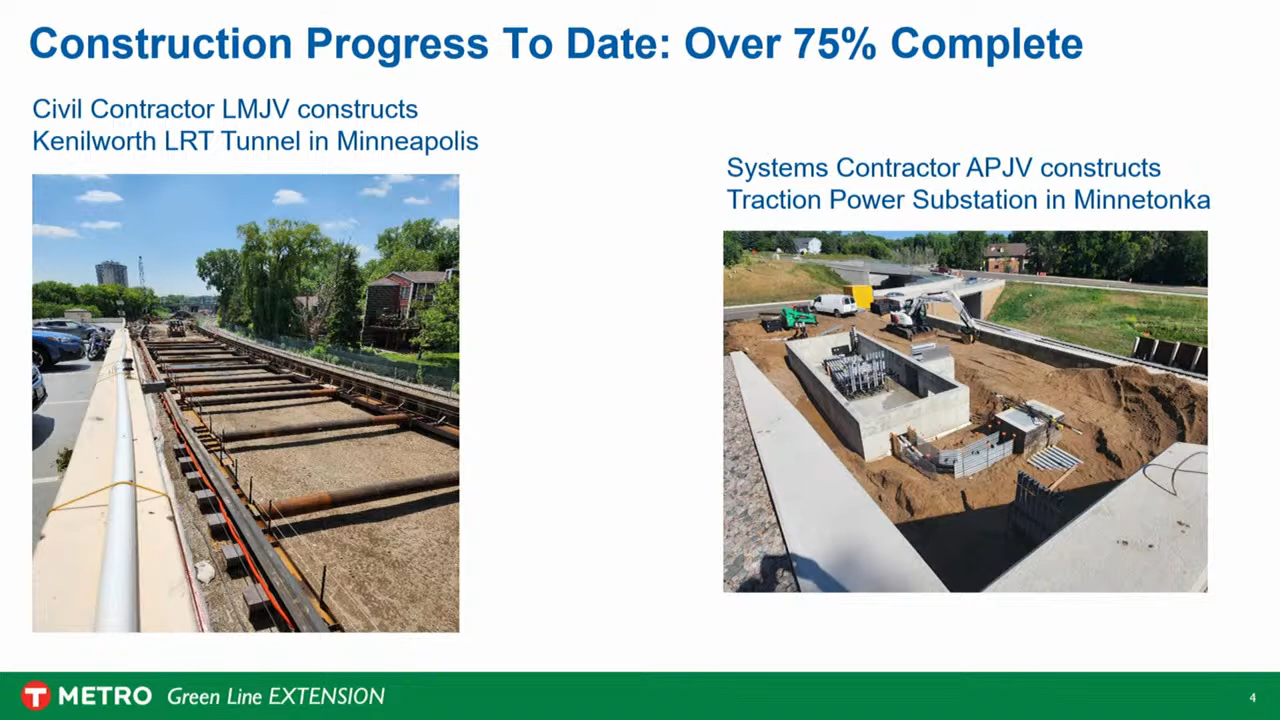 Construction Progress To Date: Over 75% Complete
Civil Contractor LMJV constructs
Kenilworth LRT Tunnel in Minneapolis
Systems Contractor APJV constructs
Traction Power Substation in Minnetonka
T METRO Green Line EXTENSION
4